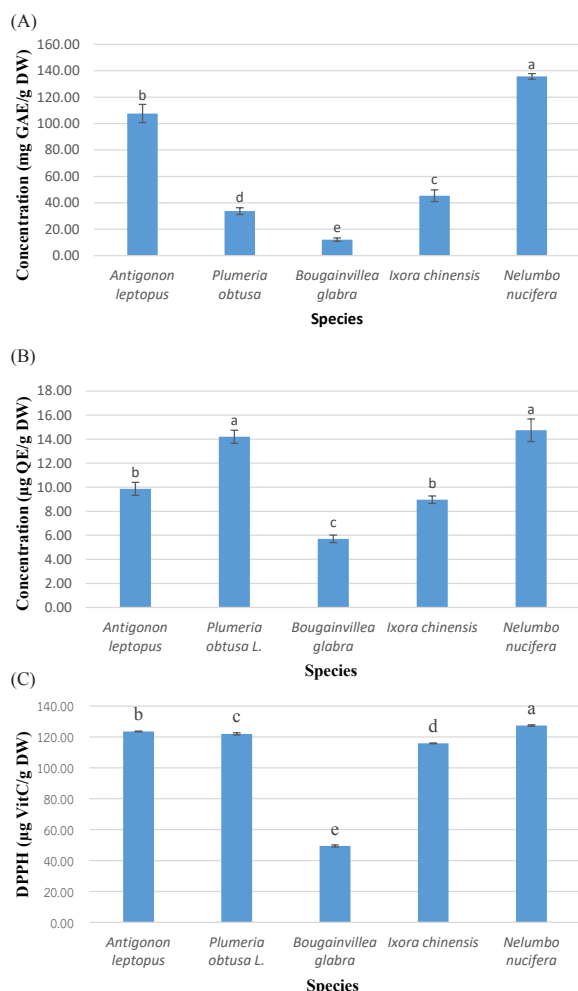 (A)
Concentration (mg GAE/g DW)
160.00
140.00
120.00
100.00
80.00
60.00
40.00
20.00
0.00
b
d
e
c
a
Antigonon leptopus
Plumeria obtusa
Bougainvillea glabra
Ixora chinensis
Nelumbo nucifera
Species
(B)
Concentration (µg QE/g DW)
18.00
16.00
14.00
12.00
10.00
8.00
6.00
4.00
2.00
0.00
b
a
c
b
a
Antigonon leptopus
Plumeria obtusa L.
Bougainvillea glabra
Ixora chinensis
Nelumbo nucifera
Species
(C)
DPPH (µg VitC/g DW)
140.00
120.00
100.00
80.00
60.00
40.00
20.00
0.00
b
c
e
d
a
Antigonon leptopus
Plumeria obtusa L.
Bougainvillea glabra
Ixora chinensis
Nelumbo nucifera
Species